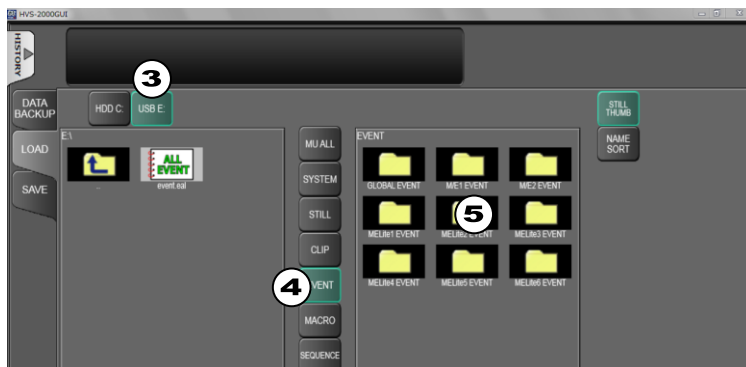 HVS-2000GUI
HISTORY
3
DATA
BACKUP
HDD C:
USB E:
STILL
THUMB
E:\
MU ALL
EVENT
NAME
SORT
LOAD
ALL
EVENT
..
event.eal
SYSTEM
GLOBAL EVENT
M/E1 EVENT
M/E2 EVENT
SAVE
STILL
5
MELite1 EVENT
MELite2 EVENT
MELite3 EVENT
CLIP
4
EVENT
MELite4 EVENT
MELite5 EVENT
MELite6 EVENT
MACRO
SEQUENCE